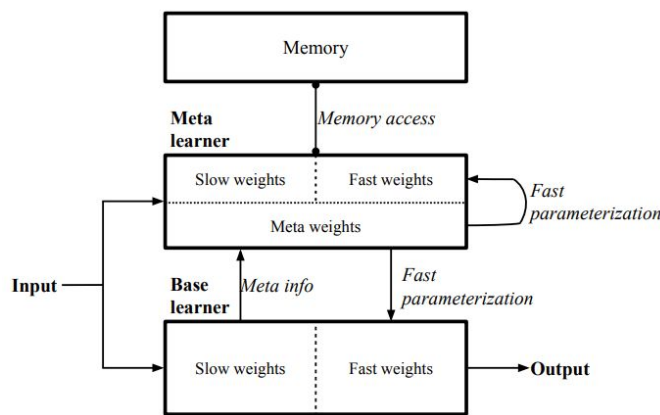 Memory
Meta
learner
Memory access
Slow weights
Fast weights
Fast
parameterization
Meta weights
Input
Base
learner
Meta info
Fast
parameterization
Slow weights
Fast weights
Output